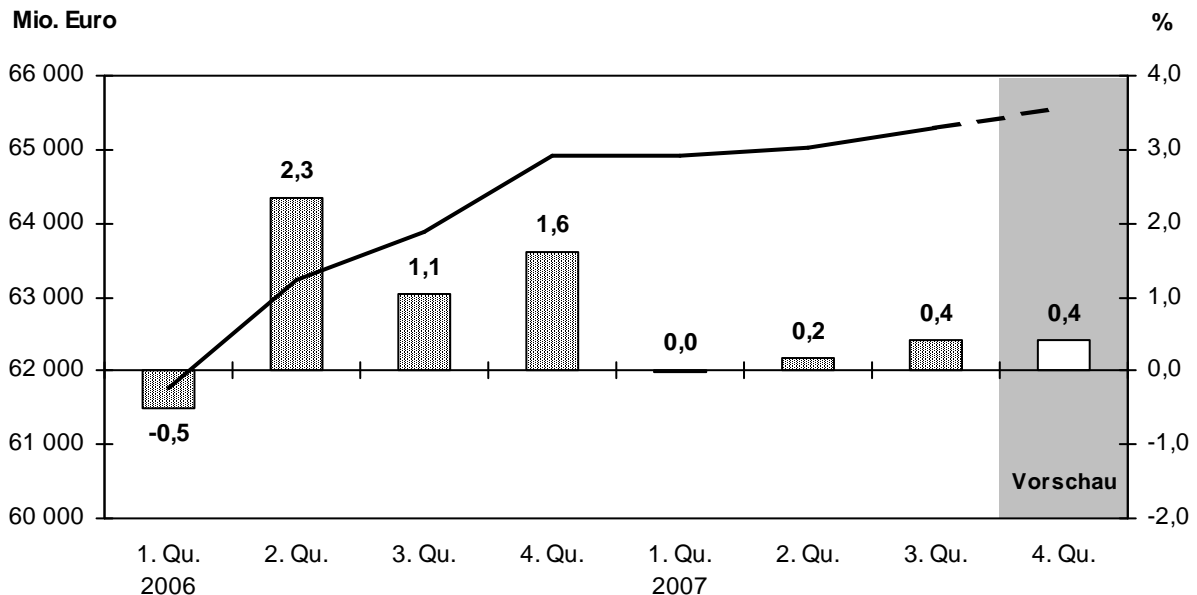 Mio. Euro
%
66 000
4,0
65 000
3,0
2,3
64 000
2,0
1,6
1,1
63 000
1,0
0,0
0,2
0,4
0,4
62 000
0,0
-0,5
61 000
-1,0
Vorschau
60 000
-2,0
1. Qu.
2. Qu.
3. Qu.
4. Qu.
1. Qu.
2. Qu.
3. Qu.
4. Qu.
2006
2007